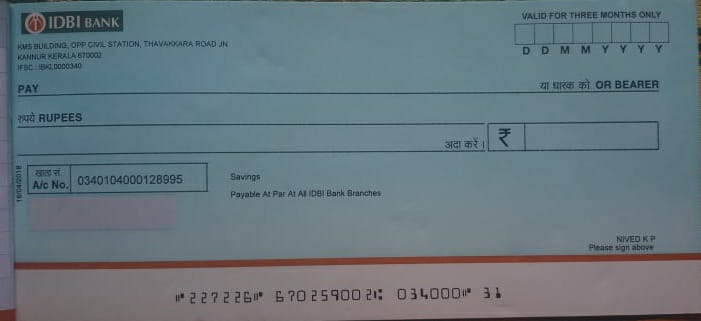 IDBI BANK
VALID FOR THREE MONTHS ONLY
KMS BUILDING, OPP CIVIL STATION, THAVAKKARA ROAD JN
KANNUR KERALA 670002
IFSC : IBKL0000340
D D M M Y Y Y Y
PAY या धारक को OR BEARER
रुपये RUPEES
अदा करें। ₹
खाता सं.
A/c No. 0340104000128995
Savings
Payable At Par At All IDBI Bank Branches
16/04/2018
NIVED K P
Please sign above
⑈227226⑈ 670259002⑆ 034000⑈ 31